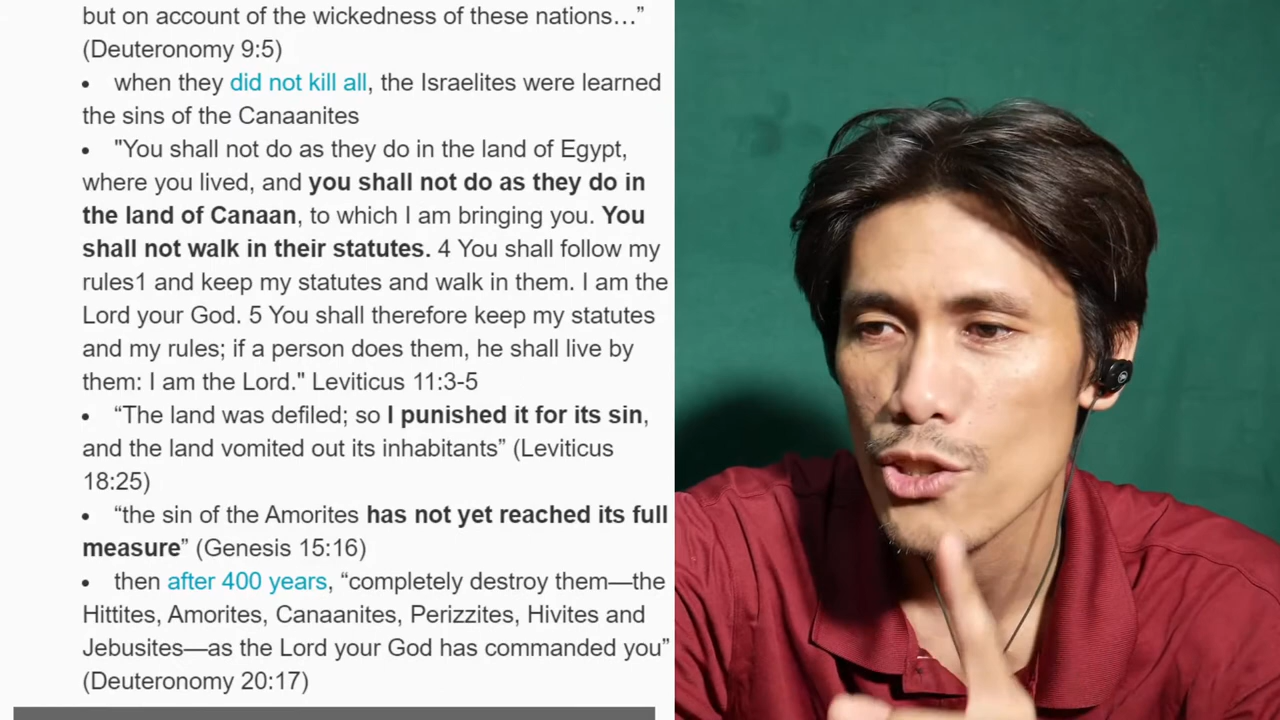 but on account of the wickedness of these nations…”
(Deuteronomy 9:5)
• when they did not kill all, the Israelites were learned
the sins of the Canaanites
• "You shall not do as they do in the land of Egypt,
where you lived, and you shall not do as they do in
the land of Canaan, to which I am bringing you. You
shall not walk in their statutes. 4 You shall follow my
rules1 and keep my statutes and walk in them. I am the
Lord your God. 5 You shall therefore keep my statutes
and my rules; if a person does them, he shall live by
them: I am the Lord." Leviticus 11:3-5
• “The land was defiled; so I punished it for its sin,
and the land vomited out its inhabitants” (Leviticus
18:25)
• “the sin of the Amorites has not yet reached its full
measure” (Genesis 15:16)
• then after 400 years, “completely destroy them—the
Hittites, Amorites, Canaanites, Perizzites, Hivites and
Jebusites—as the Lord your God has commanded you”
(Deuteronomy 20:17)